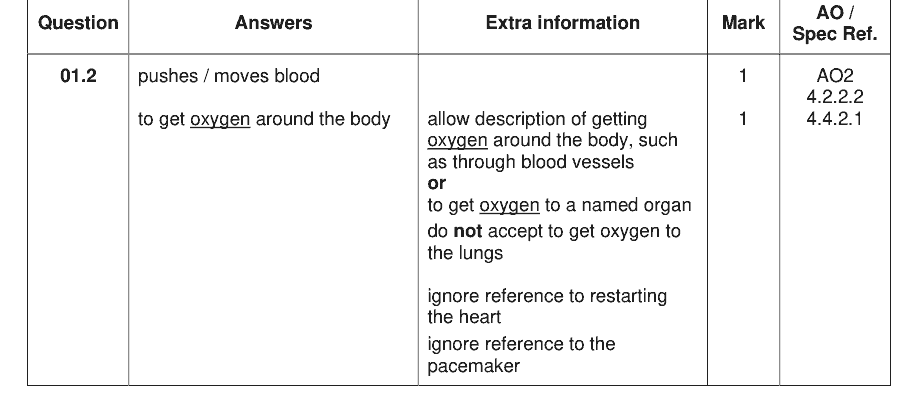 Question Answers Extra information Mark AO /
Spec Ref.
01.2 pushes / moves blood 1 AO2
4.2.2.2
to get oxygen around the body allow description of getting 1 4.4.2.1
oxygen around the body, such
as through blood vessels
or
to get oxygen to a named organ
do not accept to get oxygen to
the lungs
ignore reference to restarting
the heart
ignore reference to the
pacemaker